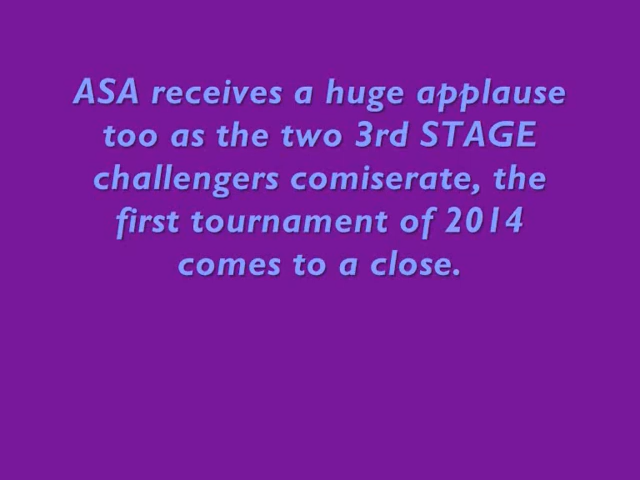 ASA receives a huge applause
too as the two 3rd STAGE
challengers comiserate, the
first tournament of 2014
comes to a close.